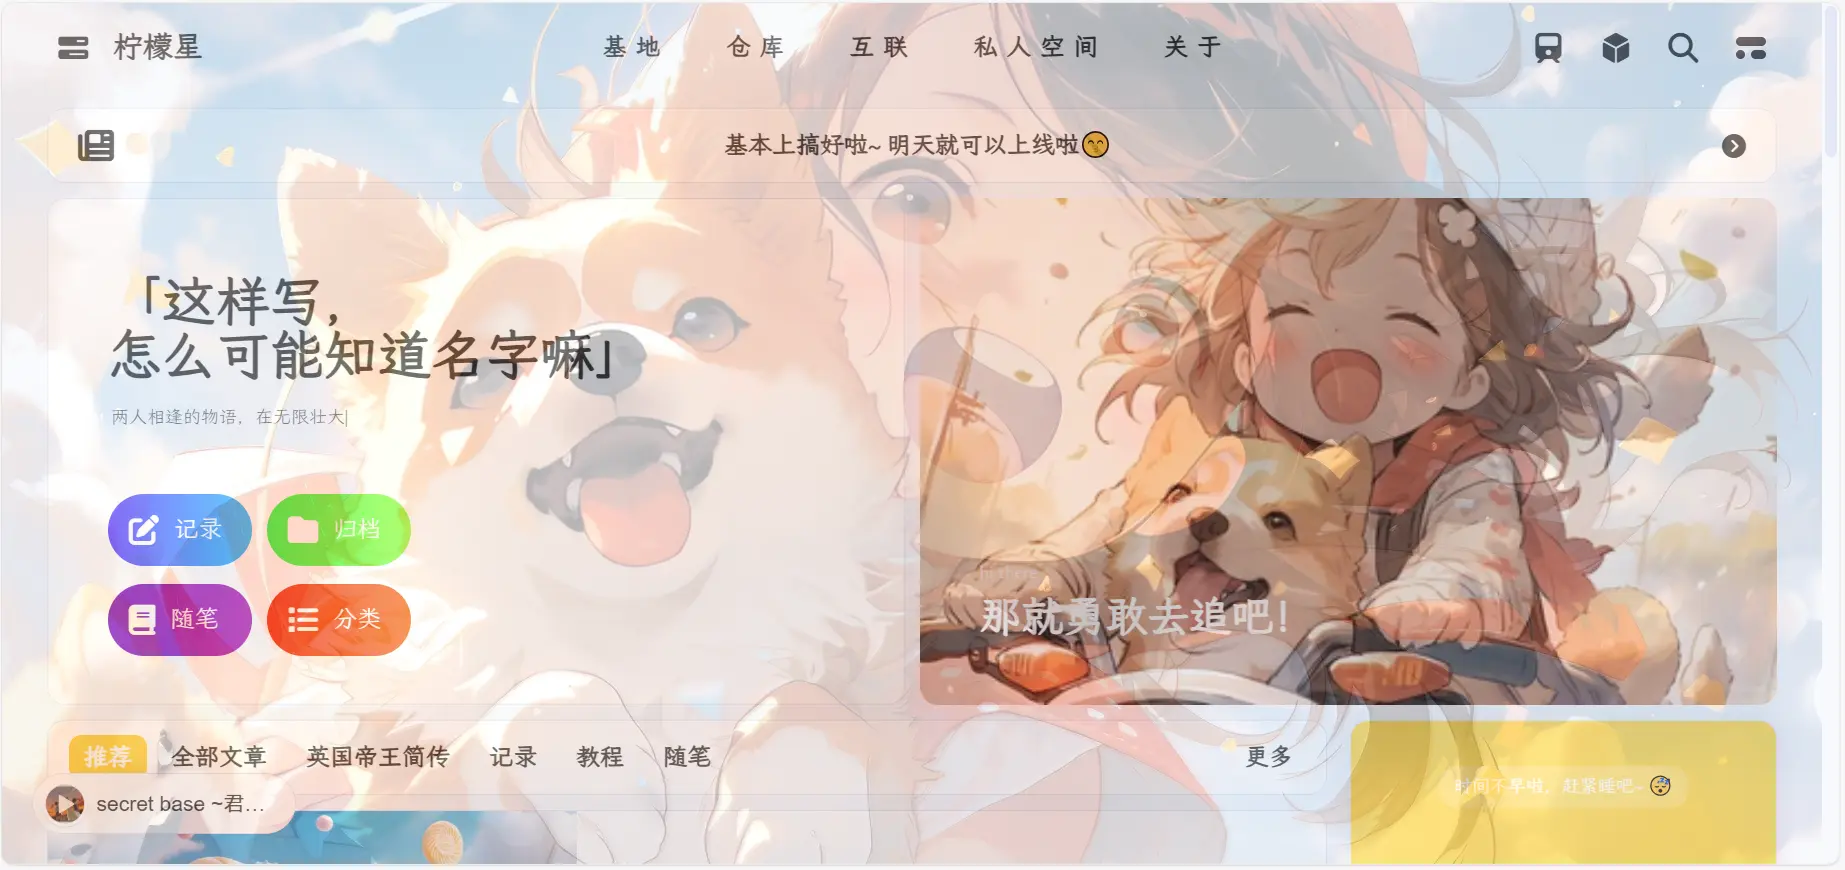 柠檬星
基地 仓库 互联 私人空间 关于
基本上搞好啦~ 明天就可以上线啦😙
「这样写，
怎么可能知道名字嘛」
两人相逢的物语，在无限壮大|
记录 归档
随笔 分类
那就勇敢去追吧！
推荐 全部文章 英国帝王简传 记录 教程 随笔 更多
时间不早啦，赶紧睡吧~ 😴
secret base ~君...